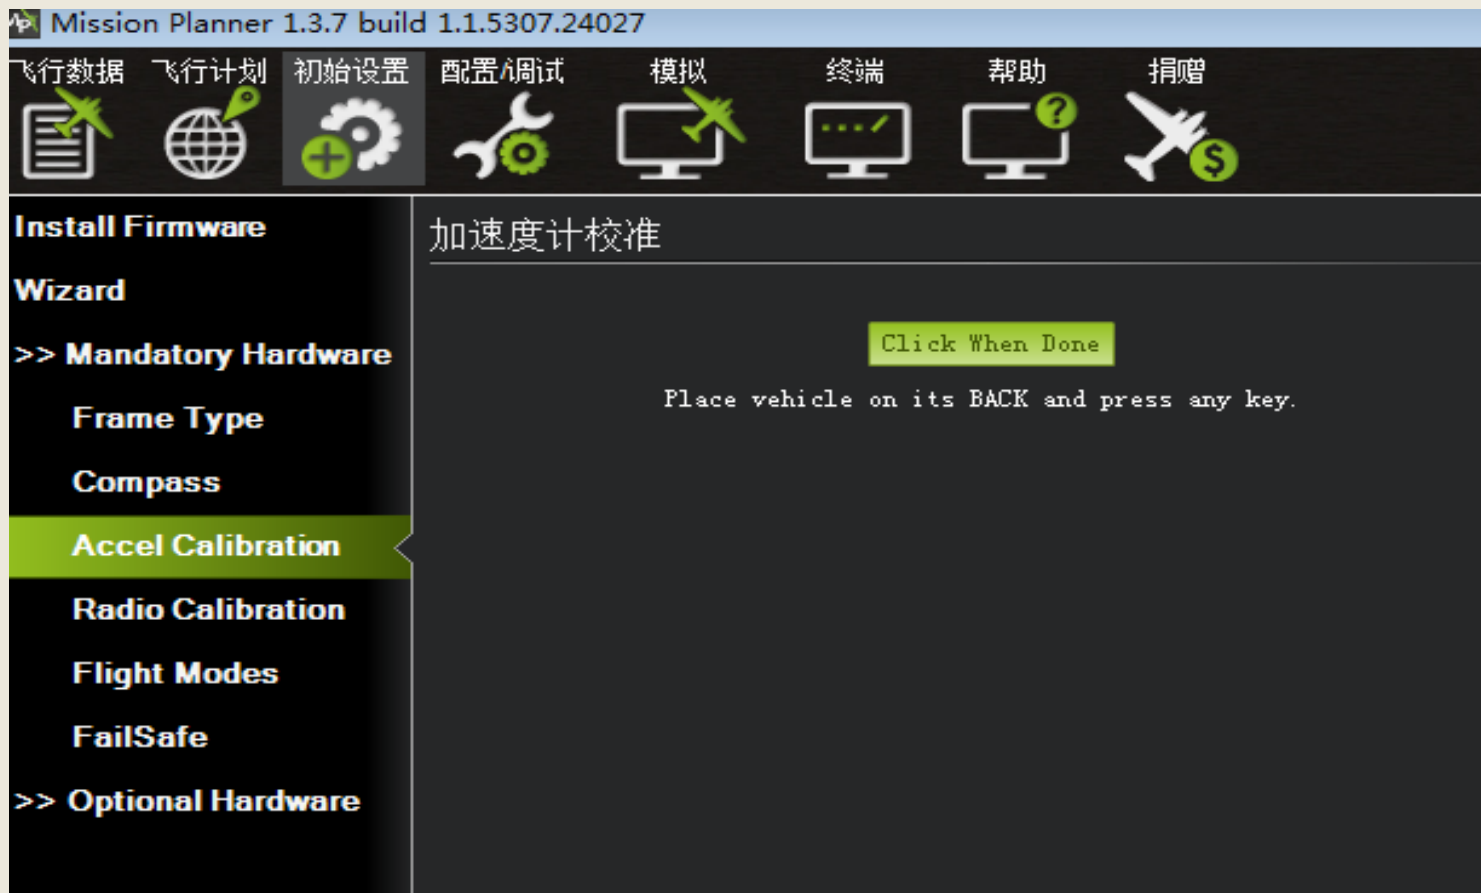 Mission Planner 1.3.7 build 1.1.5307.24027
飞行数据 飞行计划 初始设置 配置/调试 模拟 终端 帮助 捐赠
Install Firmware
加速度计校准
Wizard
Click When Done
>> Mandatory Hardware
Place vehicle on its BACK and press any key.
Frame Type
Compass
Accel Calibration
Radio Calibration
Flight Modes
FailSafe
>> Optional Hardware